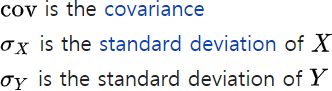 cov is the covariance
σX is the standard deviation of X
σY is the standard deviation of Y